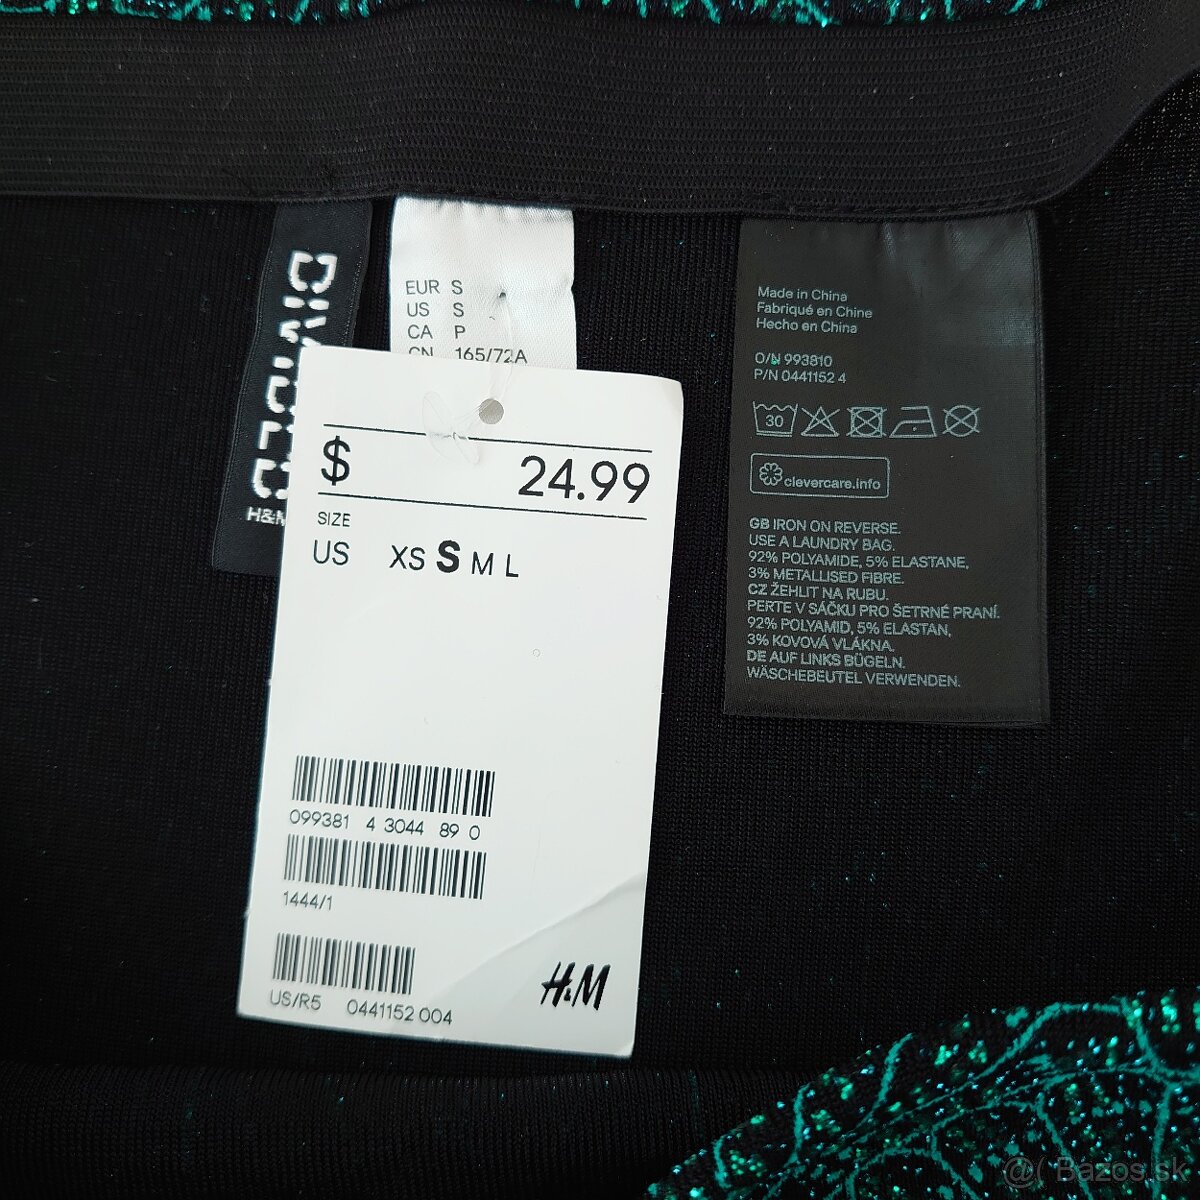 DIVIDED
H&M
EUR S
US S
CA P
CN 165/72A
$ 24.99
SIZE
US XS S M L
099381 4 3044 89 0
1444/1
US/R5 0441152 004
H&M
Made in China
Fabriqué en Chine
Hecho en China
O/N 993810
P/N 0441152 4
30
clevercare.info
GB IRON ON REVERSE.
USE A LAUNDRY BAG.
92% POLYAMIDE, 5% ELASTANE,
3% METALLISED FIBRE.
CZ ŽEHLIT NA RUBU.
PERTE V SÁČKU PRO ŠETRNÉ PRANÍ.
92% POLYAMID, 5% ELASTAN,
3% KOVOVÁ VLÁKNA.
DE AUF LINKS BÜGELN.
WÄSCHEBEUTEL VERWENDEN.
@( Bazos.sk